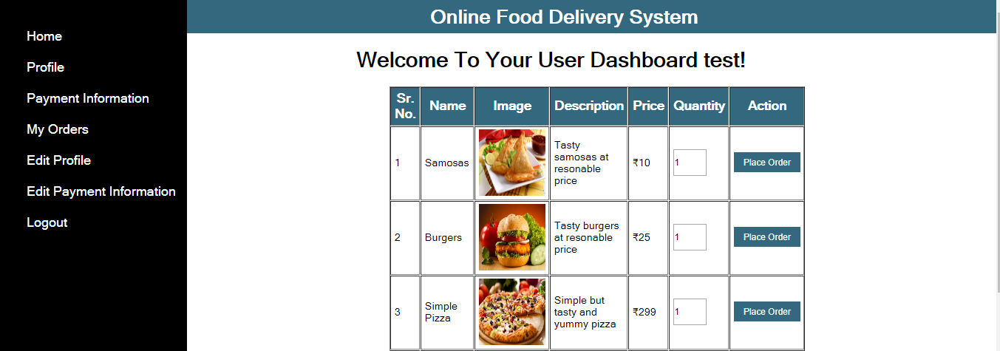 Online Food Delivery System
Home
Profile
Payment Information
My Orders
Edit Profile
Edit Payment Information
Logout
Welcome To Your User Dashboard test!
Sr.
No.
Name
Image
Description
Price
Quantity
Action
1
Samosas
Tasty
samosas at
resonable
price
₹10
1
Place Order
2
Burgers
Tasty burgers
at resonable
price
₹25
1
Place Order
3
Simple
Pizza
Simple but
tasty and
yummy pizza
₹299
1
Place Order